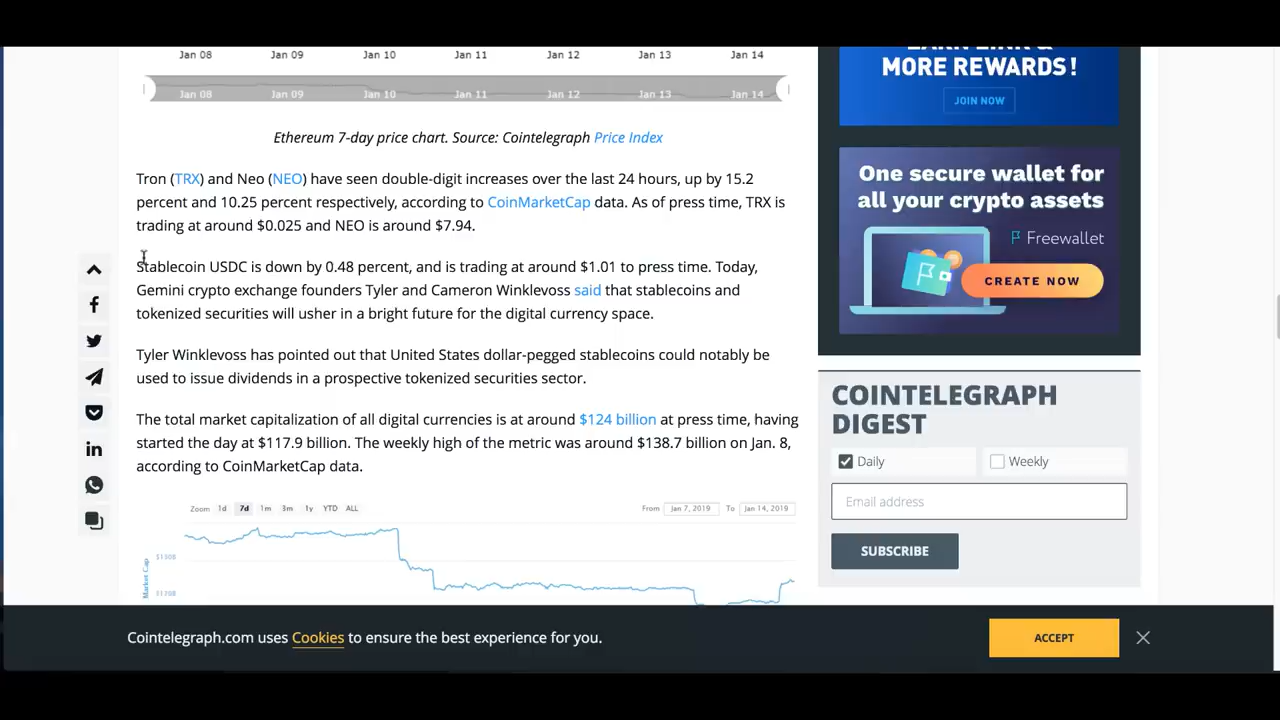 Jan 08 Jan 09 Jan 10 Jan 11 Jan 12 Jan 13 Jan 14
Jan 08 Jan 09 Jan 10 Jan 11 Jan 12 Jan 13 Jan 14
Ethereum 7-day price chart. Source: Cointelegraph Price Index
Tron (TRX) and Neo (NEO) have seen double-digit increases over the last 24 hours, up by 15.2
percent and 10.25 percent respectively, according to CoinMarketCap data. As of press time, TRX is
trading at around $0.025 and NEO is around $7.94.
Stablecoin USDC is down by 0.48 percent, and is trading at around $1.01 to press time. Today,
Gemini crypto exchange founders Tyler and Cameron Winklevoss said that stablecoins and
tokenized securities will usher in a bright future for the digital currency space.
Tyler Winklevoss has pointed out that United States dollar-pegged stablecoins could notably be
used to issue dividends in a prospective tokenized securities sector.
The total market capitalization of all digital currencies is at around $124 billion at press time, having
started the day at $117.9 billion. The weekly high of the metric was around $138.7 billion on Jan. 8,
according to CoinMarketCap data.
Zoom 1d 7d 1m 3m 1y YTD ALL From Jan 7, 2019 To Jan 14, 2019
Market Cap
$130B
$120B
MORE REWARDS!
JOIN NOW
One secure wallet for
all your crypto assets
Freewallet
CREATE NOW
COINTELEGRAPH
DIGEST
Daily Weekly
Email address
SUBSCRIBE
Cointelegraph.com uses Cookies to ensure the best experience for you.
ACCEPT